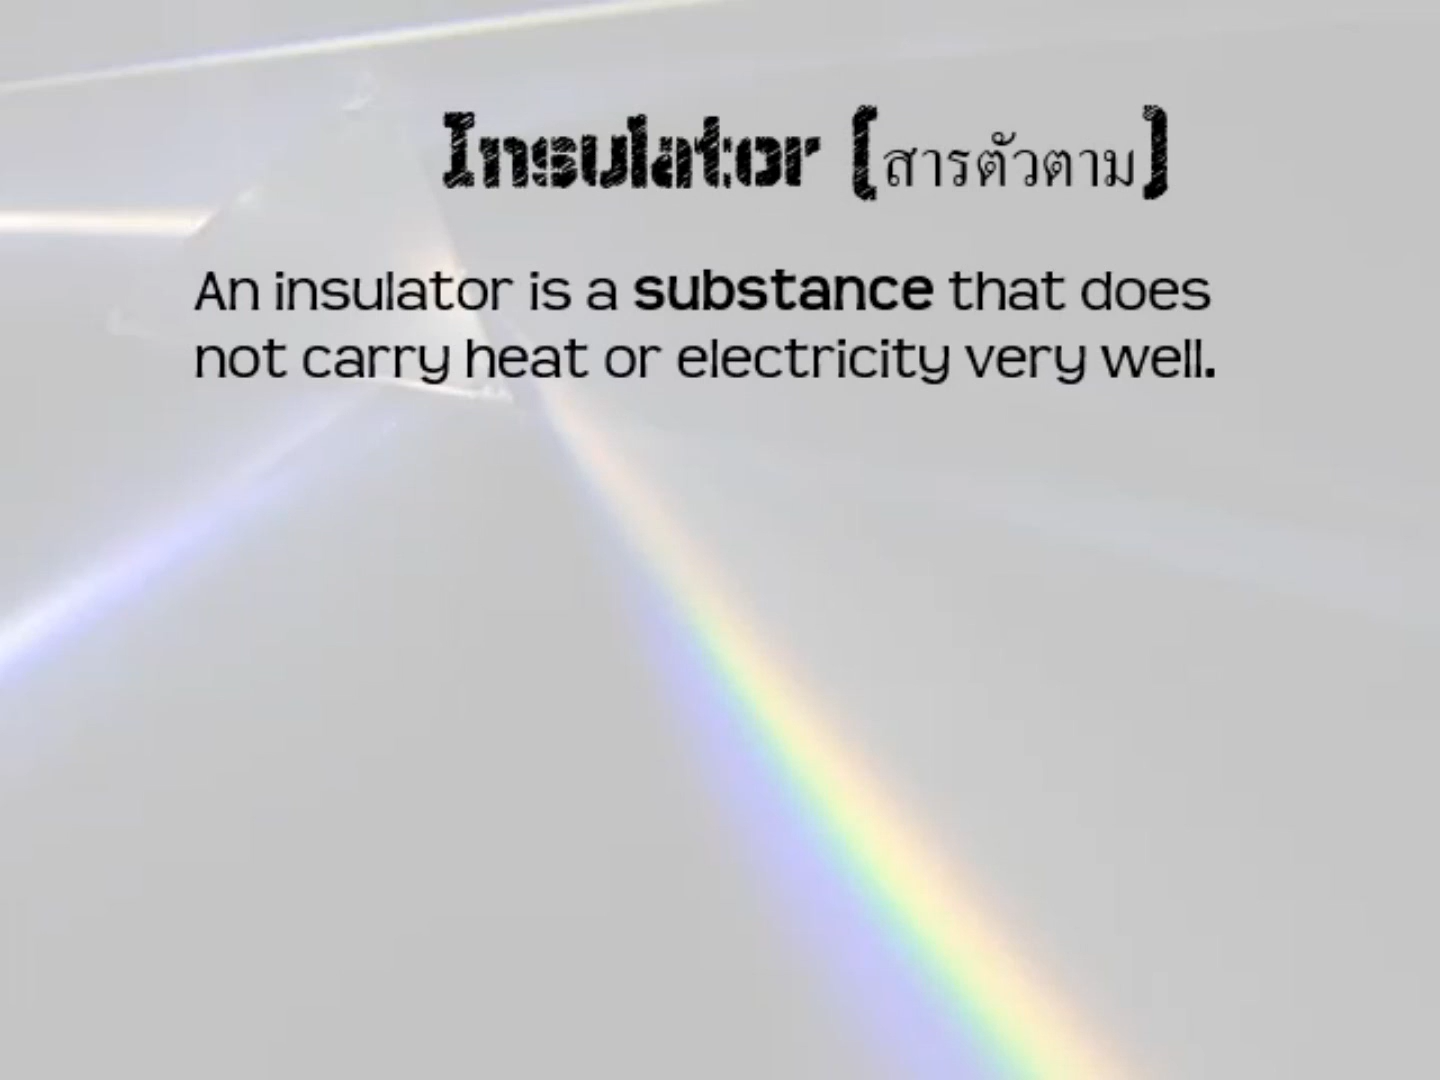 Insulator (สารตัวตาม)
An insulator is a substance that does
not carry heat or electricity very well.